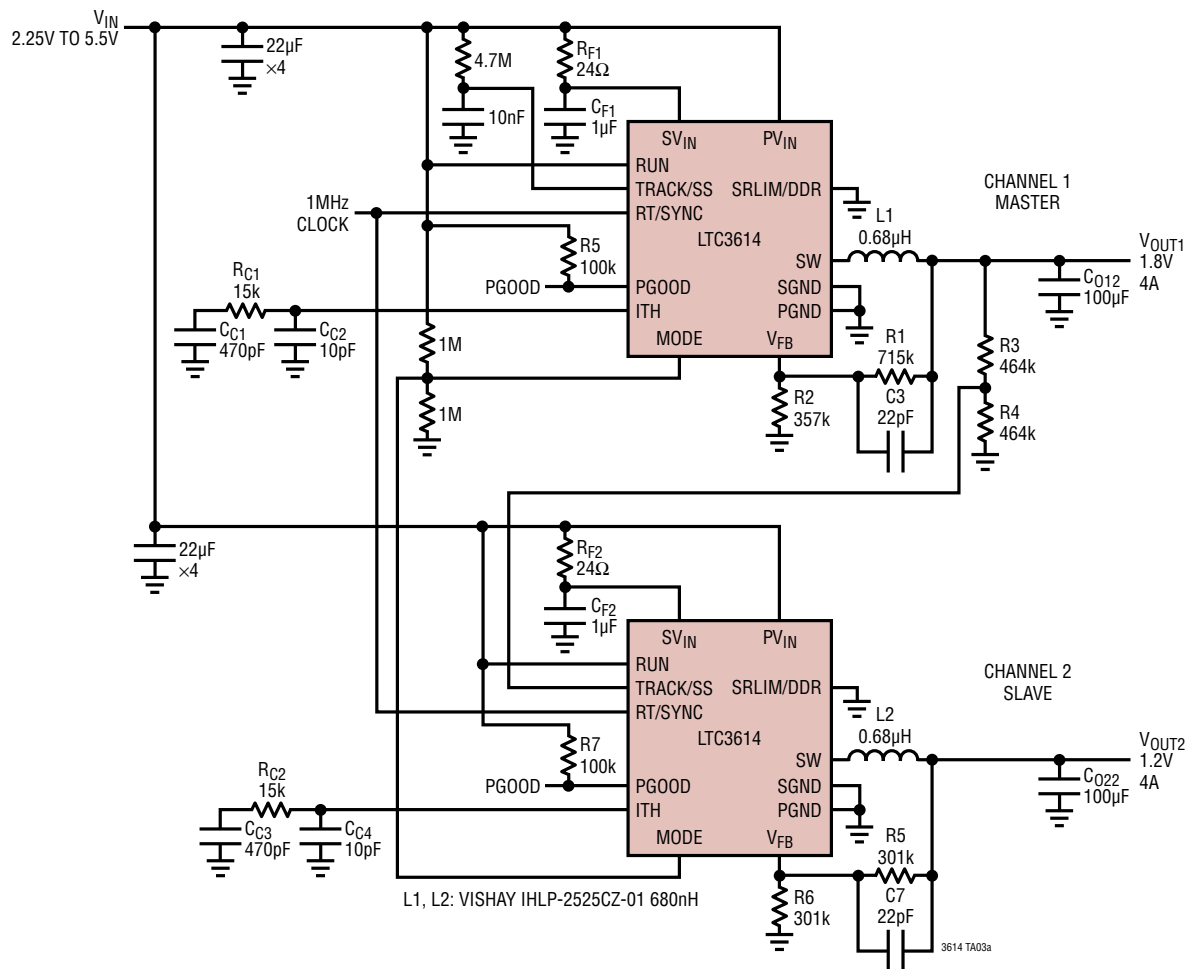 VIN
2.25V TO 5.5V
22µF
×4
4.7M
10nF
RF1
24Ω
CF1
1µF
SVIN
PVIN
RUN
TRACK/SS
SRLIM/DDR
RT/SYNC
LTC3614
SW
PGOOD
SGND
ITH
PGND
MODE
VFB
1MHz
CLOCK
R5
100k
PGOOD
RC1
15k
CC1
470pF
CC2
10pF
1M
1M
L1
0.68µH
CHANNEL 1
MASTER
VOUT1
1.8V
4A
CO12
100µF
R1
715k
C3
22pF
R2
357k
R3
464k
R4
464k
22µF
×4
RF2
24Ω
CF2
1µF
SVIN
PVIN
RUN
TRACK/SS
SRLIM/DDR
RT/SYNC
LTC3614
SW
PGOOD
SGND
ITH
PGND
MODE
VFB
R7
100k
PGOOD
RC2
15k
CC3
470pF
CC4
10pF
L2
0.68µH
CHANNEL 2
SLAVE
VOUT2
1.2V
4A
CO22
100µF
R5
301k
C7
22pF
R6
301k
L1, L2: VISHAY IHLP-2525CZ-01 680nH
3614 TA03a